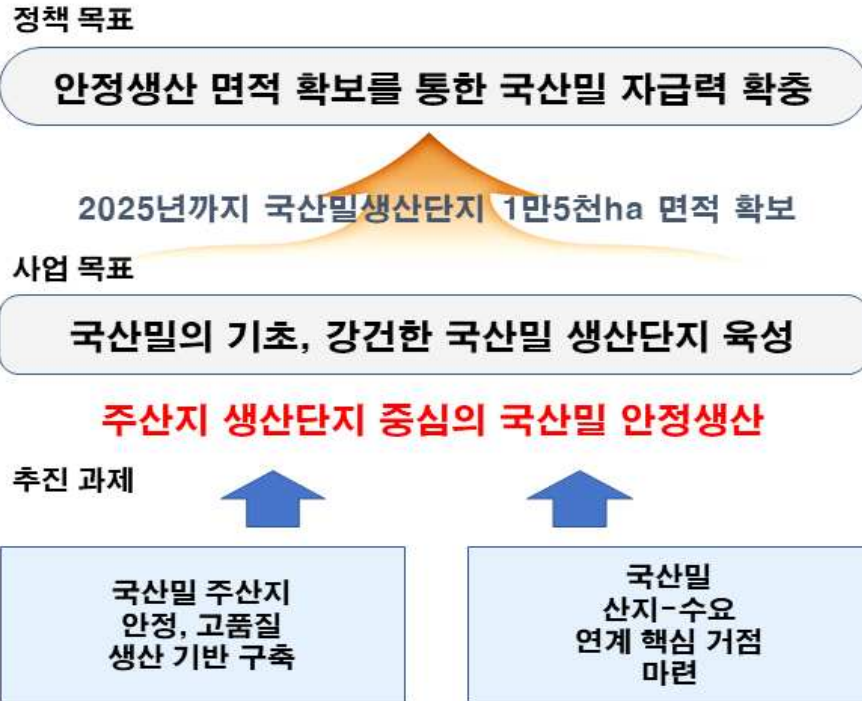 정책 목표
안정생산 면적 확보를 통한 국산밀 자급력 확충
2025년까지 국산밀생산단지 1만5천ha 면적 확보
사업 목표
국산밀의 기초, 강건한 국산밀 생산단지 육성
주산지 생산단지 중심의 국산밀 안정생산
추진 과제
국산밀 주산지
안정, 고품질
생산 기반 구축
국산밀
산지-수요
연계 핵심 거점
마련